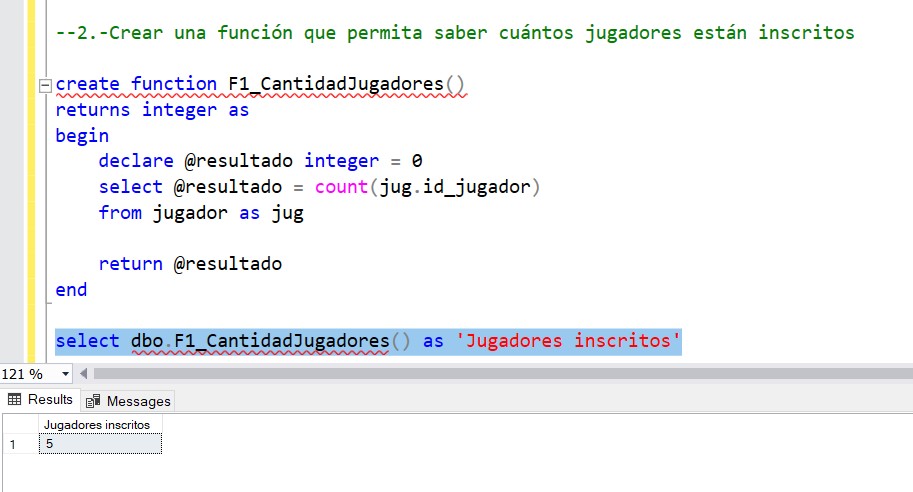 --2.-Crear una función que permita saber cuántos jugadores están inscritos
create function F1_CantidadJugadores()
returns integer as
begin
declare @resultado integer = 0
select @resultado = count(jug.id_jugador)
from jugador as jug
return @resultado
end
select dbo.F1_CantidadJugadores() as 'Jugadores inscritos'
121 %
Results Messages
Jugadores inscritos
1 5